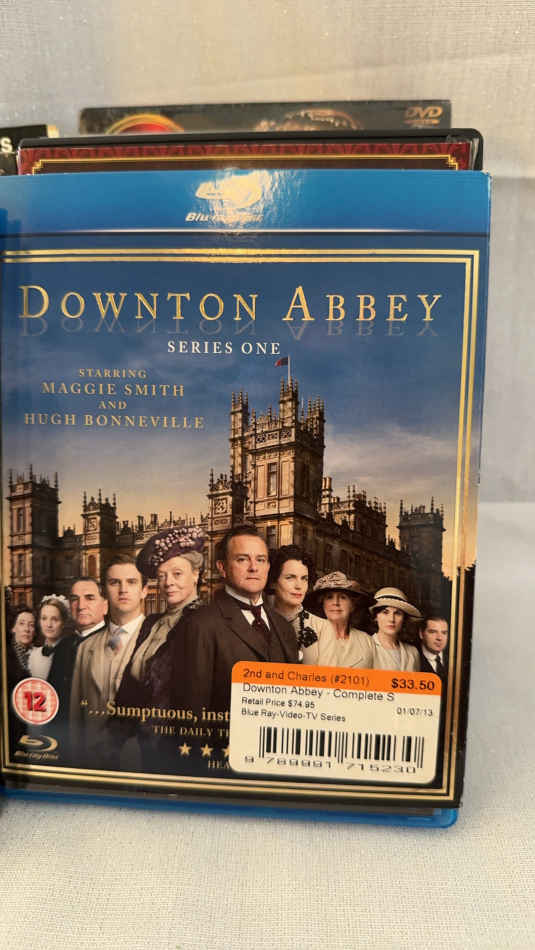 DVD
S
Blu-ray Disc
DOWNTON ABBEY
SERIES ONE
STARRING
MAGGIE SMITH
AND
HUGH BONNEVILLE
12
"...Sumptuous, inst
THE DAILY TE
★★
HEA
Blu-ray Disc
2nd and Charles (#2101) $33.50
Downton Abbey - Complete S
Retail Price $74.95 01/07/13
Blue Ray-Video-TV Series
9 789991 715230